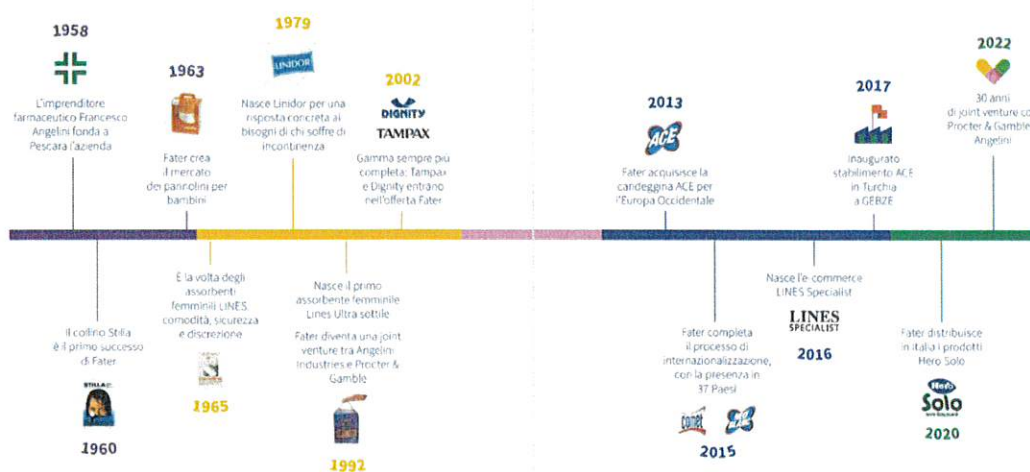 1958
L'imprenditore
farmaceutico Francesco
Angelini fonda a
Pescara l'azienda
1963
Fater crea
il mercato
dei pannolini per
bambini
1979
LINIDOR
Nasce Linidor per una
risposta concreta ai
bisogni di chi soffre di
incontinenza
2002
DIGNITY
TAMPAX
Gamma sempre più
completa: Tampax
e Dignity entrano
nell'offerta Fater
2013
ACE
Fater acquisisce la
candeggina ACE per
l'Europa Occidentale
2017
Inaugurato
stabilimento ACE
in Turchia
a GEBZE
2022
30 anni
di joint venture co
Procter & Gamble
Angelini
Il collirio Stilla
è il primo successo
di Fater
STILLA
1960
È la volta degli
assorbenti
femminili LINES:
comodità, sicurezza
e discrezione
1965
Nasce il primo
assorbente femminile
Lines Ultra sottile
Fater diventa una joint
venture tra Angelini
Industries e Procter &
Gamble
1992
Fater completa
il processo di
internazionalizzazione,
con la presenza in
37 Paesi
comet
ACE
2015
Nasce l'e-commerce
LINES Specialist
LINES
SPECIALIST
2016
Fater distribuisce
in Italia i prodotti
Hero Solo
Hero
Solo
2020